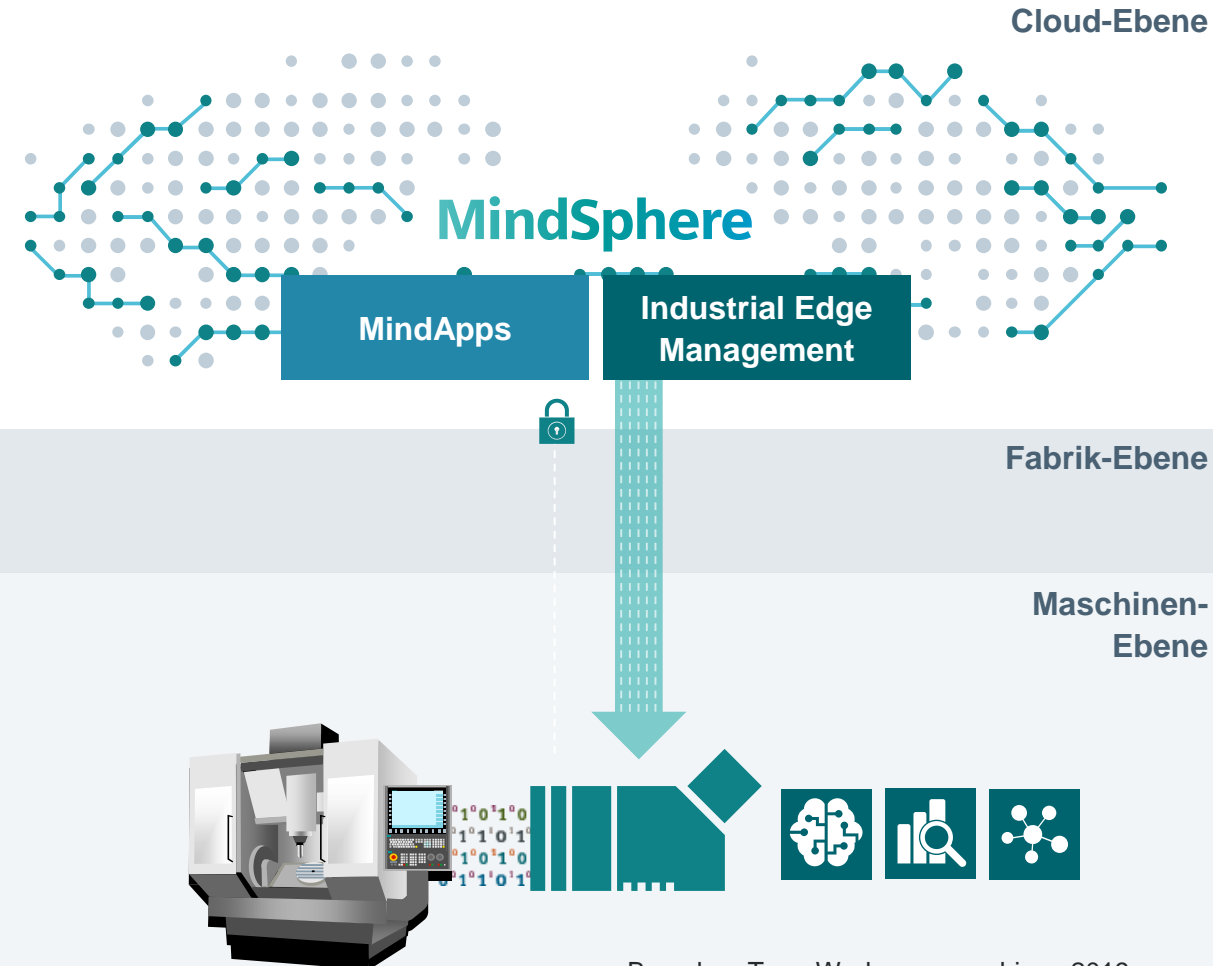 Cloud-Ebene
MindSphere
MindApps
Industrial Edge
Management
Fabrik-Ebene
Maschinen-
Ebene